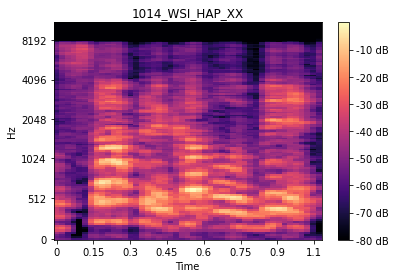 1014_WSI_HAP_XX
8192
4096
2048
1024
512
0
Hz
0 0.15 0.3 0.45 0.6 0.75 0.9 1.1
Time
-10 dB
-20 dB
-30 dB
-40 dB
-50 dB
-60 dB
-70 dB
-80 dB